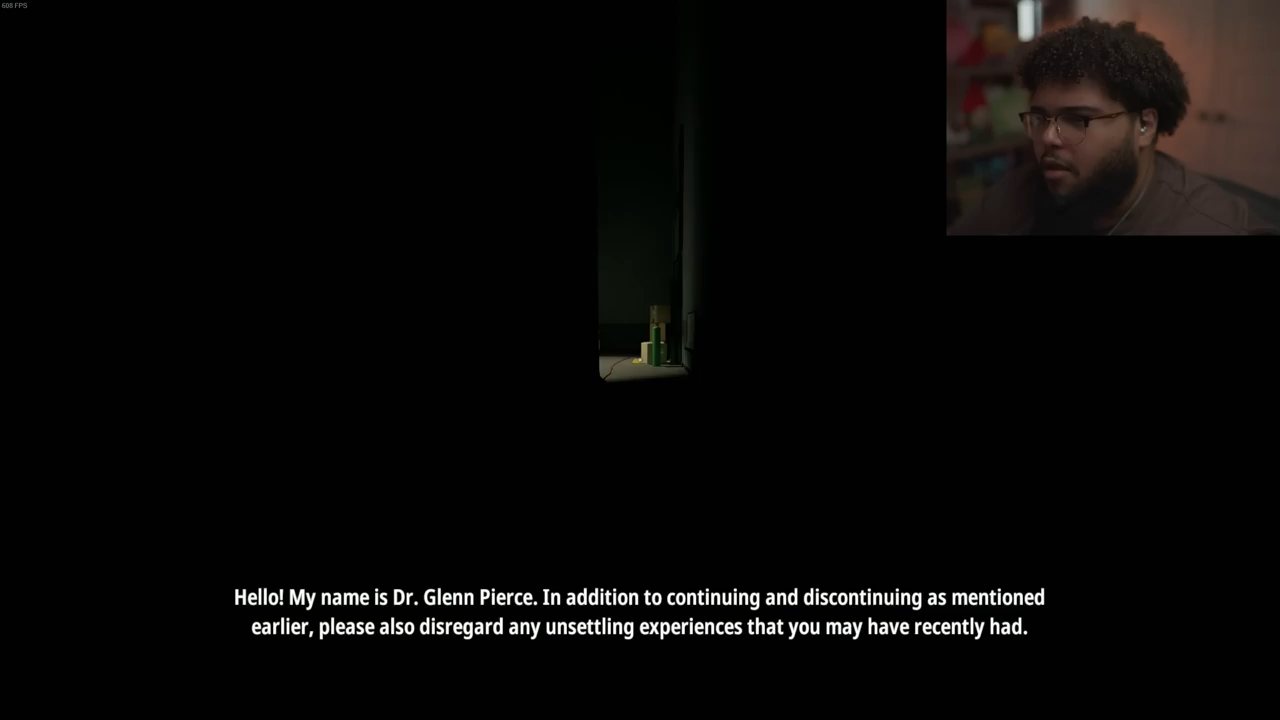 608 FPS
Hello! My name is Dr. Glenn Pierce. In addition to continuing and discontinuing as mentioned
earlier, please also disregard any unsettling experiences that you may have recently had.